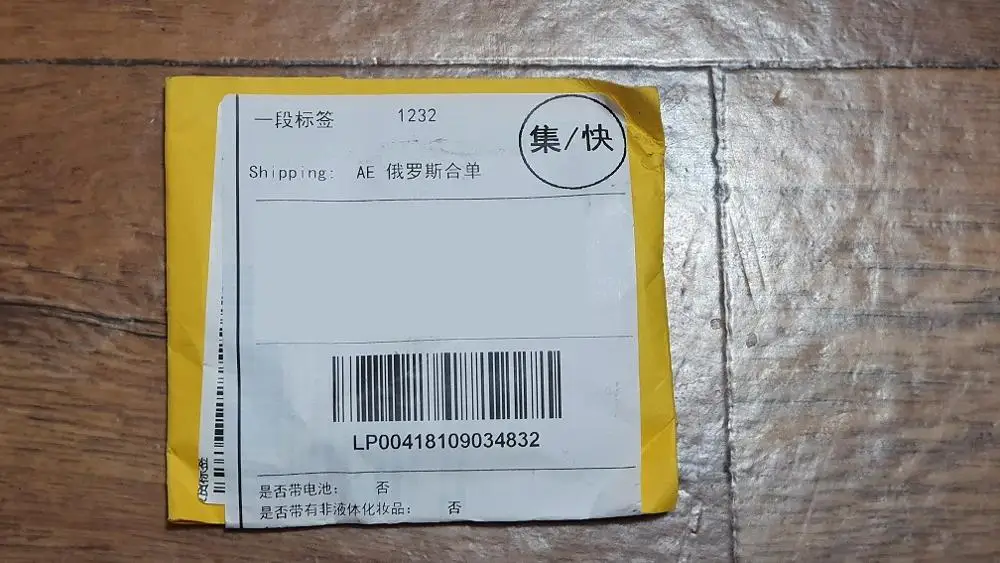 一段标签 1232
集/快
Shipping: AE 俄罗斯合单
LP00418109034832
是否带电池： 否
是否带有非液体化妆品： 否